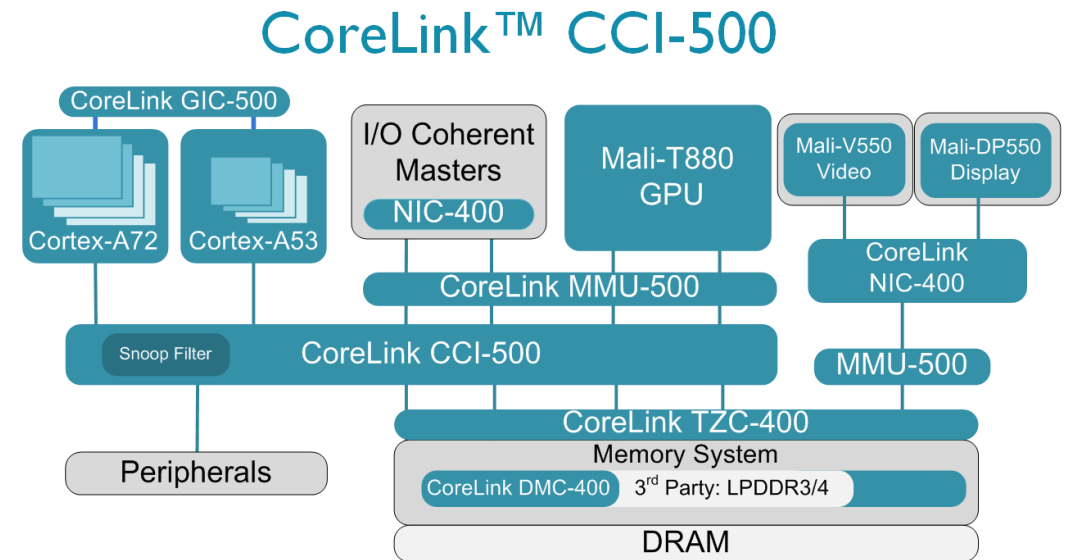 CoreLink™ CCI-500
CoreLink GIC-500
Cortex-A72
Cortex-A53
I/O Coherent
Masters
NIC-400
Mali-T880
GPU
Mali-V550
Video
Mali-DP550
Display
CoreLink MMU-500
CoreLink
NIC-400
Snoop Filter
CoreLink CCI-500
MMU-500
CoreLink TZC-400
Peripherals
Memory System
CoreLink DMC-400
3rd Party: LPDDR3/4
DRAM